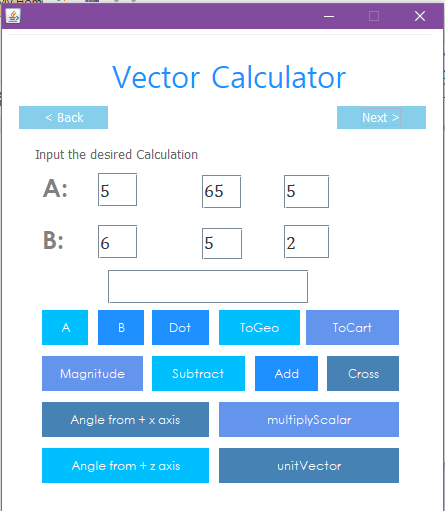 Vector Calculator
< Back Next >
Input the desired Calculation
A: 5 65 5
B: 6 5 2
A B Dot ToGeo ToCart
Magnitude Subtract Add Cross
Angle from + x axis multiplyScalar
Angle from + z axis unitVector